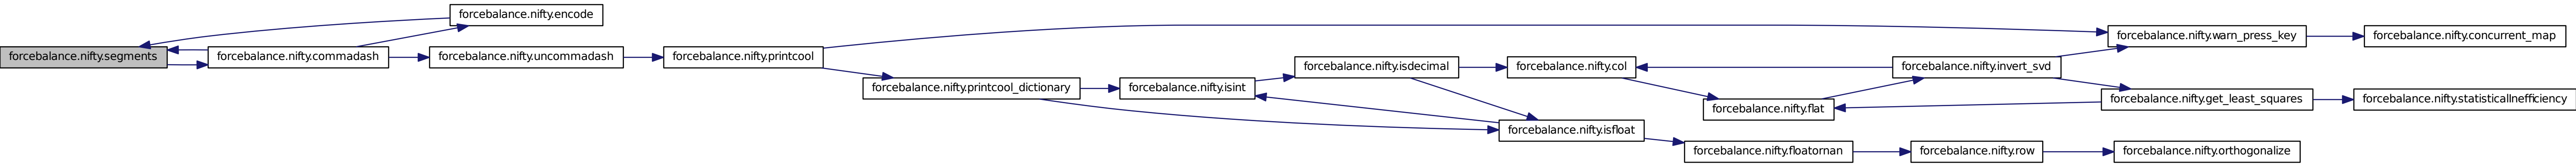 forcebalance.nifty.segments
forcebalance.nifty.encode
forcebalance.nifty.commadash
forcebalance.nifty.uncommadash
forcebalance.nifty.printcool
forcebalance.nifty.printcool_dictionary
forcebalance.nifty.isint
forcebalance.nifty.isdecimal
forcebalance.nifty.isfloat
forcebalance.nifty.col
forcebalance.nifty.flat
forcebalance.nifty.floatornan
forcebalance.nifty.invert_svd
forcebalance.nifty.row
forcebalance.nifty.warn_press_key
forcebalance.nifty.get_least_squares
forcebalance.nifty.orthogonalize
forcebalance.nifty.concurrent_map
forcebalance.nifty.statisticalInefficiency